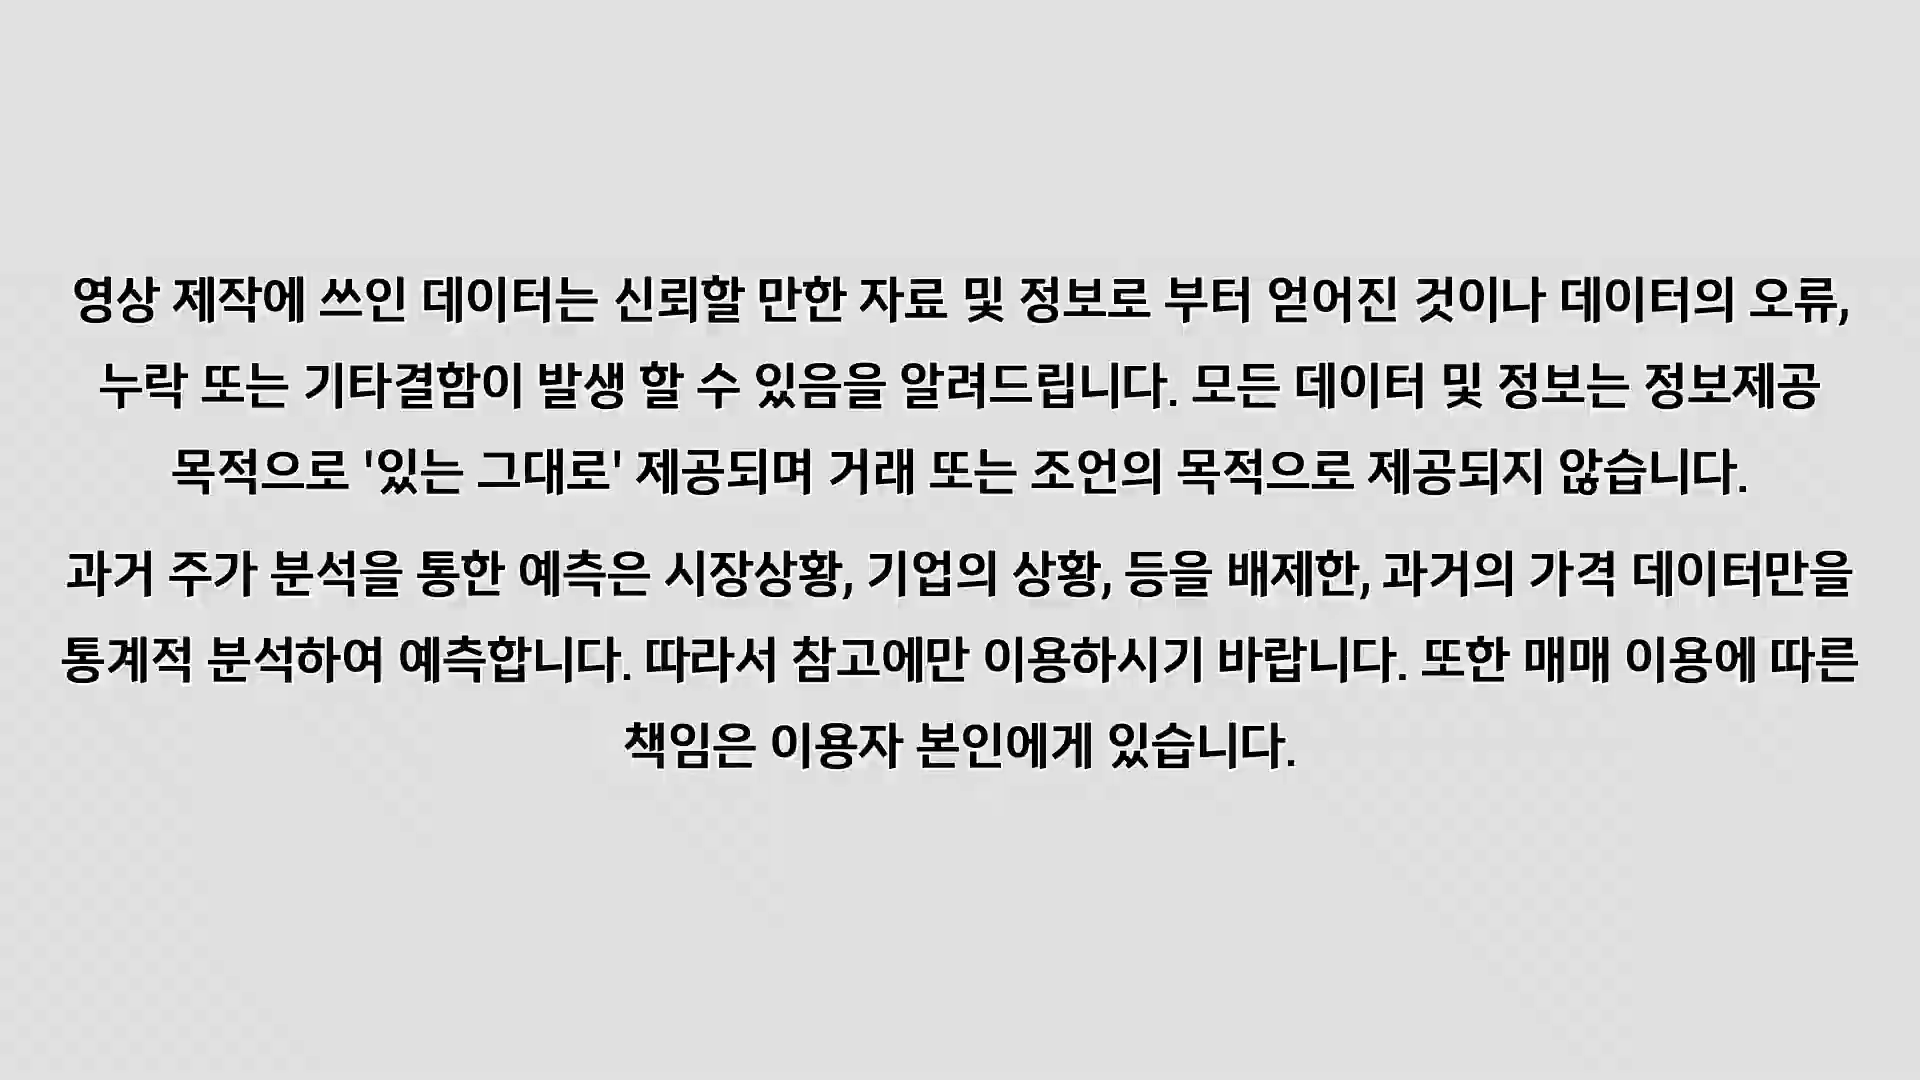 영상 제작에 쓰인 데이터는 신뢰할 만한 자료 및 정보로 부터 얻어진 것이나 데이터의 오류,
누락 또는 기타결함이 발생 할 수 있음을 알려드립니다. 모든 데이터 및 정보는 정보제공
목적으로 '있는 그대로' 제공되며 거래 또는 조언의 목적으로 제공되지 않습니다.
과거 주가 분석을 통한 예측은 시장상황, 기업의 상황, 등을 배제한, 과거의 가격 데이터만을
통계적 분석하여 예측합니다. 따라서 참고에만 이용하시기 바랍니다. 또한 매매 이용에 따른
책임은 이용자 본인에게 있습니다.